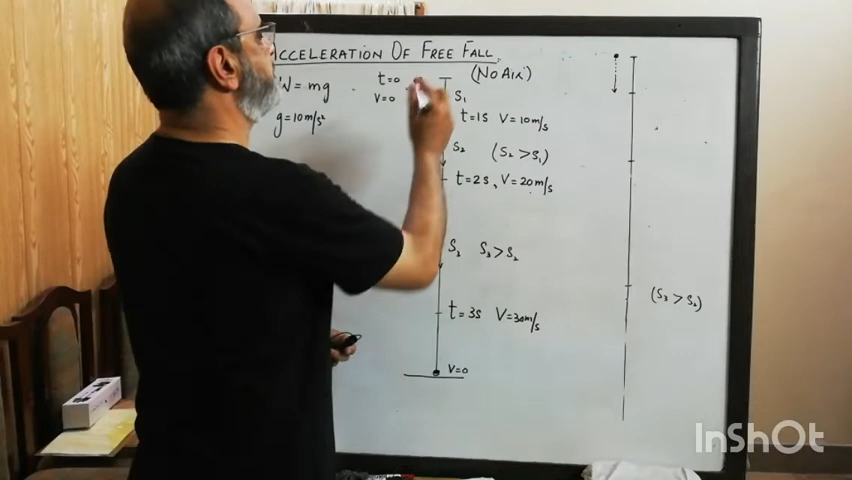 ACCELERATION OF FREE FALL
(NO AIR)
W = mg
g = 10 m/s²
t=0
V=0
S₁
t=1s V=10m/s
S₂ (S₂ > S₁)
t=2s, V=20m/s
S₃ S₃ > S₂
t=3s V=30m/s
V=0
(S₃ > S₂)
InShOt